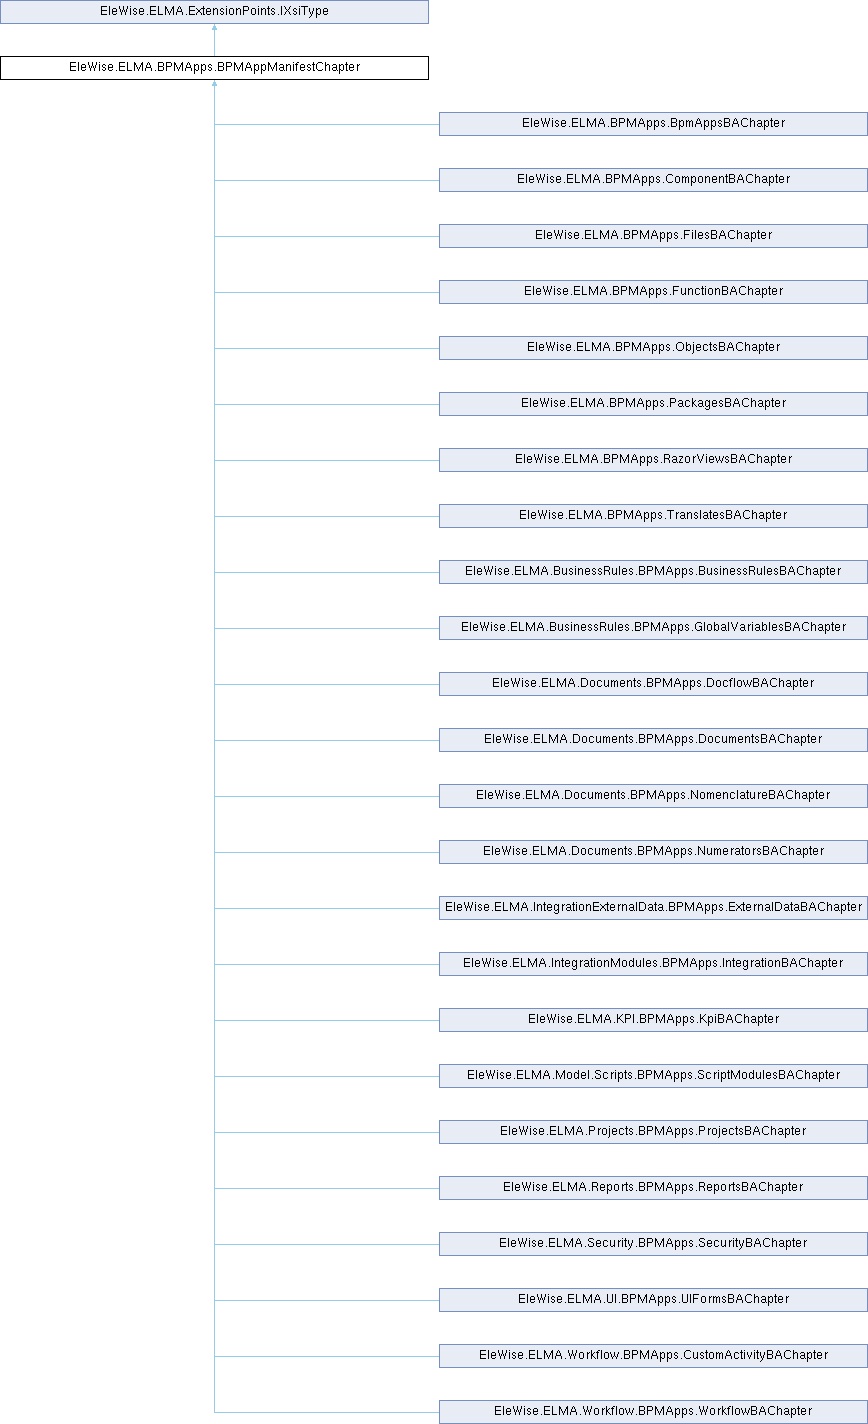 EleWise.ELMA.ExtensionPoints.IXsiType
EleWise.ELMA.BPMApps.BPMAppManifestChapter
EleWise.ELMA.BPMApps.BpmAppsBAChapter
EleWise.ELMA.BPMApps.ComponentBAChapter
EleWise.ELMA.BPMApps.FilesBAChapter
EleWise.ELMA.BPMApps.FunctionBAChapter
EleWise.ELMA.BPMApps.ObjectsBAChapter
EleWise.ELMA.BPMApps.PackagesBAChapter
EleWise.ELMA.BPMApps.RazorViewsBAChapter
EleWise.ELMA.BPMApps.TranslatesBAChapter
EleWise.ELMA.BusinessRules.BPMApps.BusinessRulesBAChapter
EleWise.ELMA.BusinessRules.BPMApps.GlobalVariablesBAChapter
EleWise.ELMA.Documents.BPMApps.DocflowBAChapter
EleWise.ELMA.Documents.BPMApps.DocumentsBAChapter
EleWise.ELMA.Documents.BPMApps.NomenclatureBAChapter
EleWise.ELMA.Documents.BPMApps.NumeratorsBAChapter
EleWise.ELMA.IntegrationExternalData.BPMApps.ExternalDataBAChapter
EleWise.ELMA.IntegrationModules.BPMApps.IntegrationBAChapter
EleWise.ELMA.KPI.BPMApps.KpiBAChapter
EleWise.ELMA.Model.Scripts.BPMApps.ScriptModulesBAChapter
EleWise.ELMA.Projects.BPMApps.ProjectsBAChapter
EleWise.ELMA.Reports.BPMApps.ReportsBAChapter
EleWise.ELMA.Security.BPMApps.SecurityBAChapter
EleWise.ELMA.UI.BPMApps.UIFormsBAChapter
EleWise.ELMA.Workflow.BPMApps.CustomActivityBAChapter
EleWise.ELMA.Workflow.BPMApps.WorkflowBAChapter